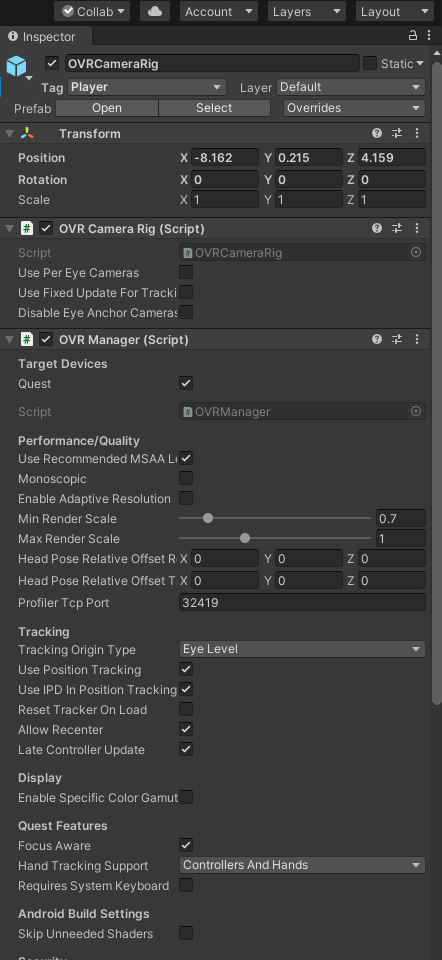 Collab Account Layers Layout
Inspector
OVRCameraRig Static
Tag Player Layer Default
Prefab Open Select Overrides
Transform
Position X -8.162 Y 0.215 Z 4.159
Rotation X 0 Y 0 Z 0
Scale X 1 Y 1 Z 1
OVR Camera Rig (Script)
Script OVRCameraRig
Use Per Eye Cameras
Use Fixed Update For Tracki
Disable Eye Anchor Cameras
OVR Manager (Script)
Target Devices
Quest
Script OVRManager
Performance/Quality
Use Recommended MSAA Le
Monoscopic
Enable Adaptive Resolution
Min Render Scale 0.7
Max Render Scale 1
Head Pose Relative Offset R X 0 Y 0 Z 0
Head Pose Relative Offset T X 0 Y 0 Z 0
Profiler Tcp Port 32419
Tracking
Tracking Origin Type Eye Level
Use Position Tracking
Use IPD In Position Tracking
Reset Tracker On Load
Allow Recenter
Late Controller Update
Display
Enable Specific Color Gamut
Quest Features
Focus Aware
Hand Tracking Support Controllers And Hands
Requires System Keyboard
Android Build Settings
Skip Unneeded Shaders